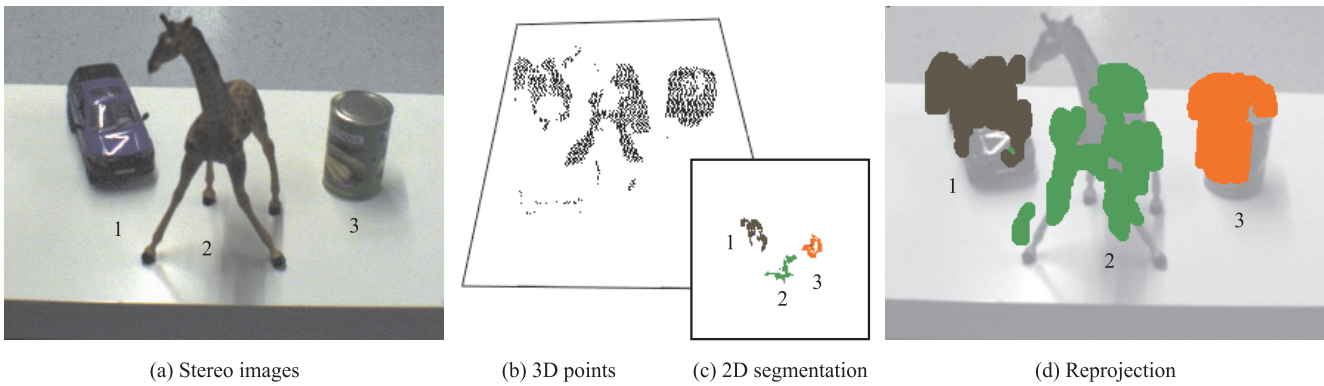 1
2
3
1
2
3
1
2
3
(a) Stereo images
(b) 3D points
(c) 2D segmentation
(d) Reprojection